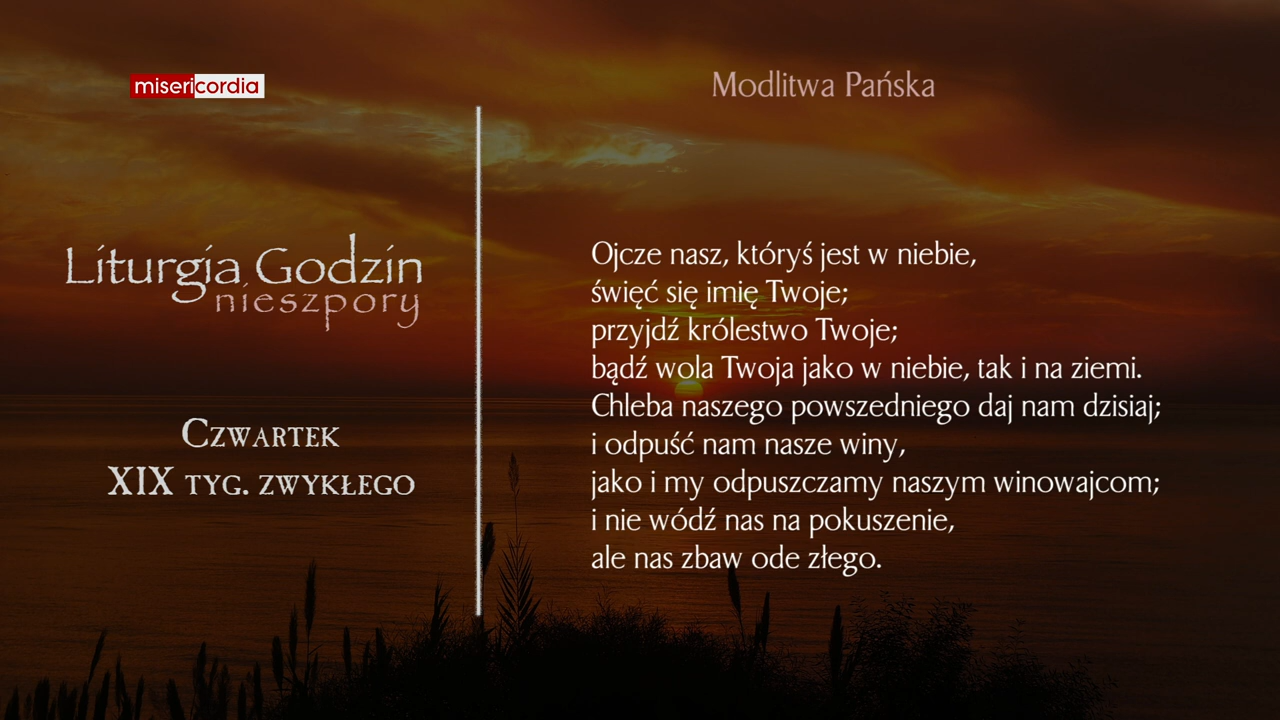 misericordia
Liturgia Godzin
nieszpory
Czwartek
XIX tyg. zwykłego
Modlitwa Pańska
Ojcze nasz, któryś jest w niebie,
święć się imię Twoje;
przyjdź królestwo Twoje;
bądź wola Twoja jako w niebie, tak i na ziemi.
Chleba naszego powszedniego daj nam dzisiaj;
i odpuść nam nasze winy,
jako i my odpuszczamy naszym winowajcom;
i nie wódź nas na pokuszenie,
ale nas zbaw ode złego.